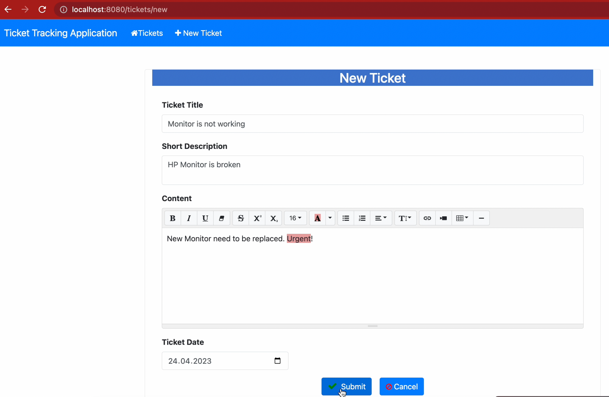 localhost:8080/tickets/new
Ticket Tracking Application Tickets + New Ticket
New Ticket
Ticket Title
Monitor is not working
Short Description
HP Monitor is broken
Content
B I U S X² X₂ 16 A T
New Monitor need to be replaced. Urgent!
Ticket Date
24.04.2023
Submit Cancel